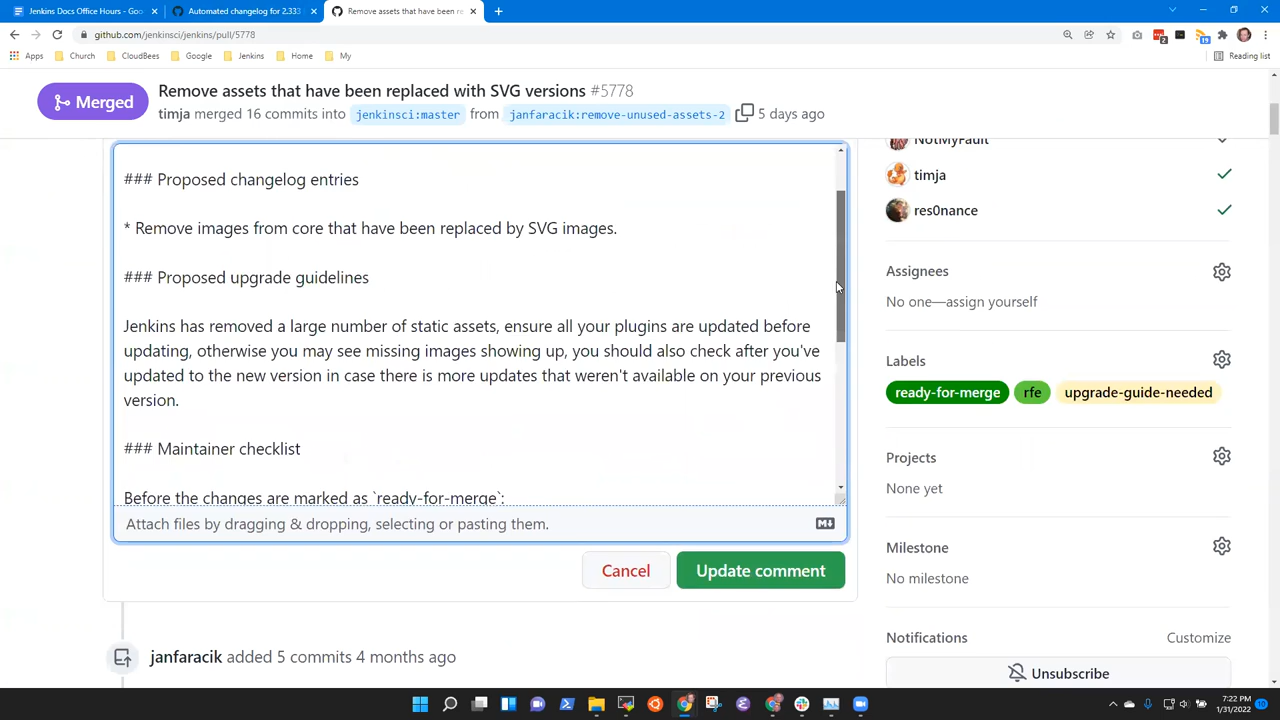 Jenkins Docs Office Hours - Goo
Automated changelog for 2.333
Remove assets that have been re
github.com/jenkinsci/jenkins/pull/5778
Apps
Church
CloudBees
Google
Jenkins
Home
My
Reading list
Merged
Remove assets that have been replaced with SVG versions #5778
timja merged 16 commits into jenkinsci:master from janfaracik:remove-unused-assets-2 5 days ago
### Proposed changelog entries
* Remove images from core that have been replaced by SVG images.
### Proposed upgrade guidelines
Jenkins has removed a large number of static assets, ensure all your plugins are updated before
updating, otherwise you may see missing images showing up, you should also check after you've
updated to the new version in case there is more updates that weren't available on your previous
version.
### Maintainer checklist
Before the changes are marked as `ready-for-merge`:
Attach files by dragging & dropping, selecting or pasting them.
Cancel
Update comment
janfaracik added 5 commits 4 months ago
NotMyFault
timja
res0nance
Assignees
No one—assign yourself
Labels
ready-for-merge
rfe
upgrade-guide-needed
Projects
None yet
Milestone
No milestone
Notifications
Customize
Unsubscribe
7:22 PM
1/31/2022